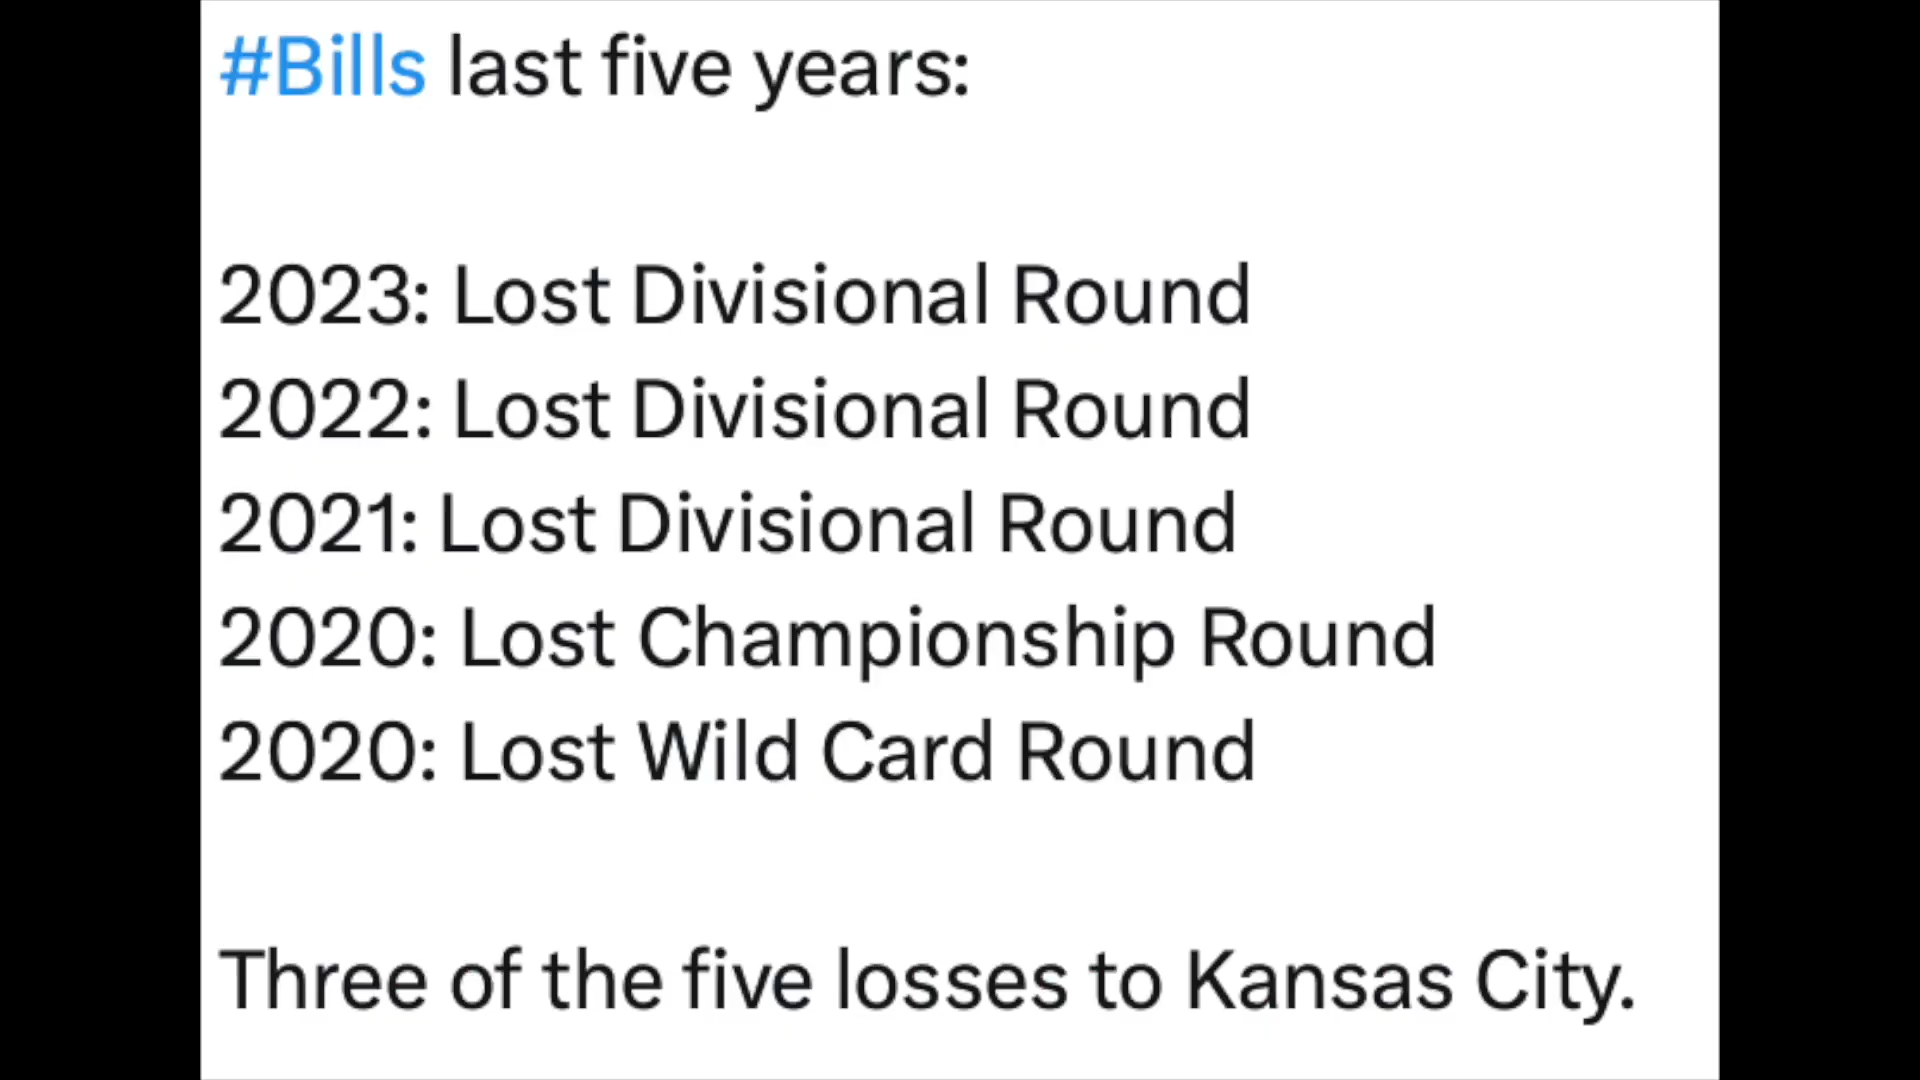 #Bills last five years:
2023: Lost Divisional Round
2022: Lost Divisional Round
2021: Lost Divisional Round
2020: Lost Championship Round
2020: Lost Wild Card Round
Three of the five losses to Kansas City.